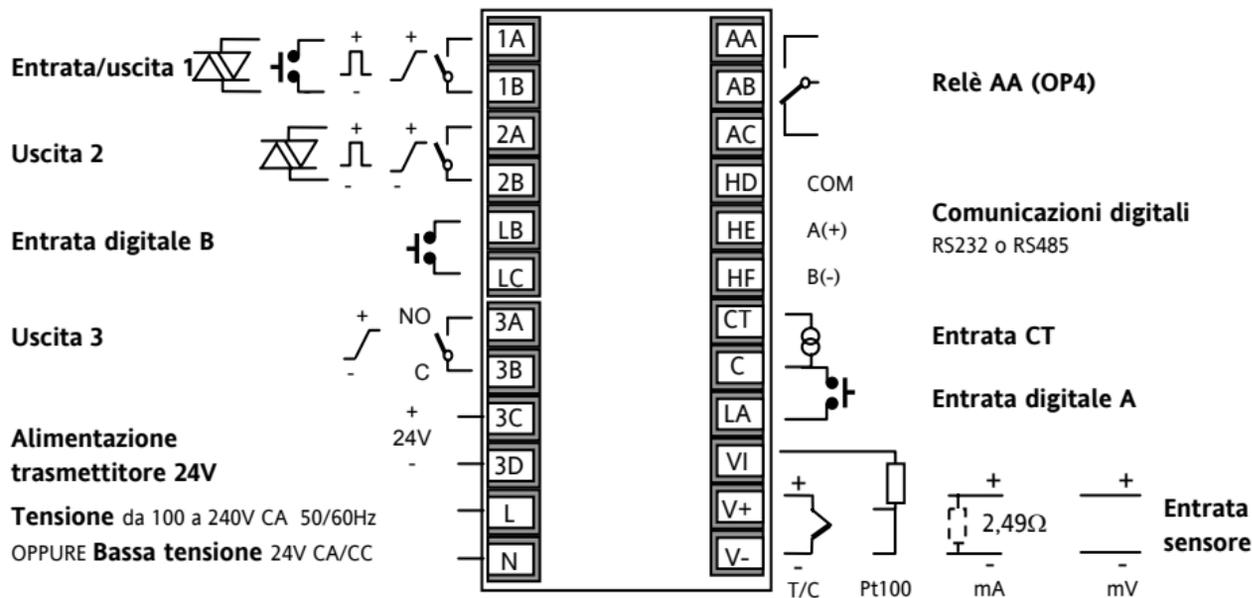 Entrata/uscita 1
+
-
+
-
1A
1B
Uscita 2
+
-
+
-
2A
2B
Entrata digitale B
LB
LC
Uscita 3
+
-
NO
C
3A
3B
Alimentazione
trasmettitore 24V
+
24V
-
3C
3D
Tensione da 100 a 240V CA 50/60Hz
OPPURE Bassa tensione 24V CA/CC
L
N
AA
AB
AC
Relè AA (OP4)
HD
HE
HF
COM
A(+)
B(-)
Comunicazioni digitali
RS232 o RS485
CT
C
LA
Entrata CT
Entrata digitale A
VI
V+
V-
+
-
T/C
Pt100
+
2,49Ω
-
mA
+
-
mV
Entrata
sensore